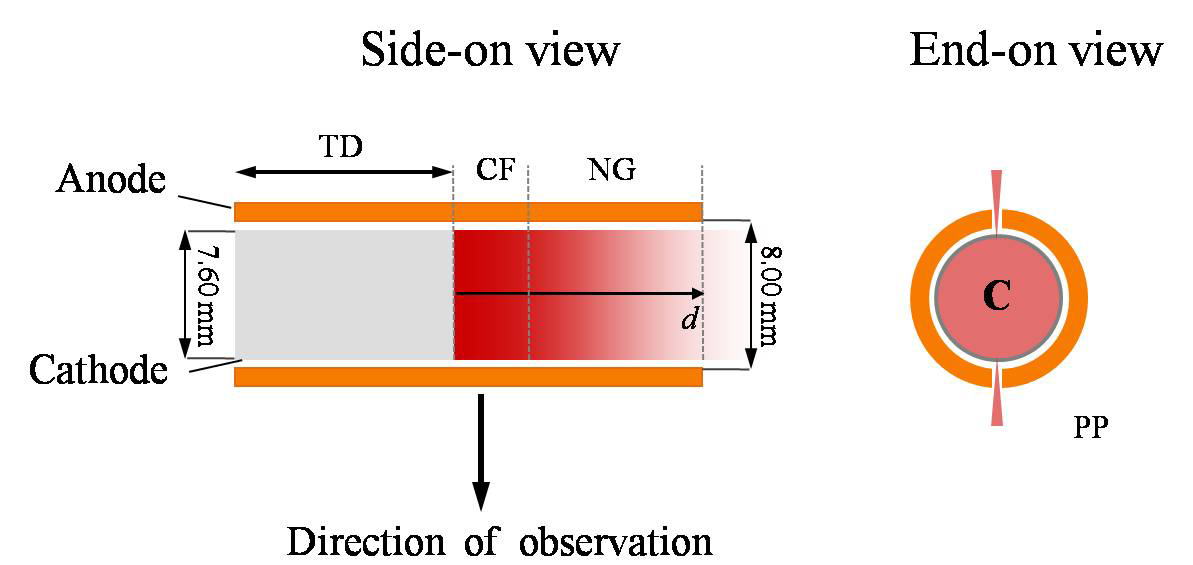 Side-on view
End-on view
TD
CF
NG
Anode
7.60 mm
8.00 mm
d
C
Cathode
PP
Direction of observation